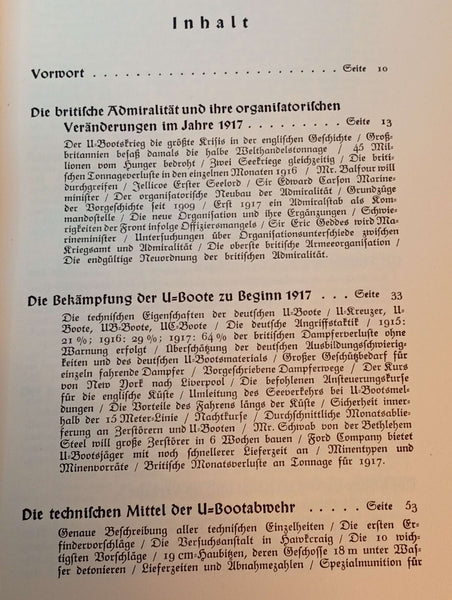 Inhalt
Vorwort . . . . . . . . . . . . . . . . . . . . . . Seite 10
Die britische Admiralität und ihre organisatorischen
Veränderungen im Jahre 1917 . . . . . . . . . Seite 13
Der U-Bootskrieg die größte Krisis in der englischen Geschichte / Groß-
britannien besaß damals die halbe Welthandelstonnage / 45 Mil-
lionen vom Hunger bedroht / Zwei Seekriege gleichzeitig / Die briti-
schen Tonnageverluste in den einzelnen Monaten 1916 / Mr. Balfour will
durchgreifen / Jellicoe Erster Seelord / Sir Edward Carson Marine-
minister / Der organisatorische Neubau der Admiralität / Grundzüge
der Vorgeschichte seit 1909 / Erst 1917 ein Admiralstab als Kom-
mandostelle / Die neue Organisation und ihre Ergänzungen / Schwie-
rigkeiten der Front infolge Offiziersmangels / Sir Eric Geddes wird Ma-
rineminister / Untersuchungen über Organisationsunterschiede zwischen
Kriegsamt und Admiralität / Die oberste britische Armeeorganisation /
Die endgültige Neuordnung der britischen Admiralität.
Die Bekämpfung der U-Boote zu Beginn 1917 . . . Seite 33
Die technischen Eigenschaften der deutschen U-Boote / U-Kreuzer, U-
Boote, UB-Boote, UC-Boote / Die deutsche Angriffstaktik / 1915:
21 %; 1916: 29 %; 1917: 64 % der britischen Dampferverluste ohne
Warnung erfolgt / Überschätzung der deutschen Ausbildungsschwierig-
keiten und des deutschen U-Bootsmaterials / Großer Geschützbedarf für
einzeln fahrende Dampfer / Vorgeschriebene Dampferwege / Der Kurs
von New York nach Liverpool / Die befohlenen Ansteuerungskurse
für die englische Küste / Umleitung des Seeverkehrs bei U-Bootsmel-
dungen / Die Vorteile des Fahrens längs der Küste / Sicherheit inner-
halb der 15 Meter-Linie / Nachtkurse / Durchschnittliche Monatsablie-
ferung an Zerstörern und U-Booten / Mr. Schwab von der Bethlehem
Steel will große Zerstörer in 6 Wochen bauen / Ford Company bietet
U-Bootsjäger mit noch schnellerer Lieferzeit an / Minentypen und
Minenvorräte / Britische Monatsverluste an Tonnage für 1917.
Die technischen Mittel der U-Bootabwehr . . . . . Seite 53
Genaue Beschreibung aller technischen Einzelheiten / Die ersten Er-
findervorschläge / Die Versuchsanstalt in Hawkcraig / Die 10 wich-
tigsten Vorschläge / 19 cm-Haubitzen, deren Geschosse 18 m unter Was-
ser detonieren / Lieferzeiten und Abnahmezahlen / Spezialmunition für